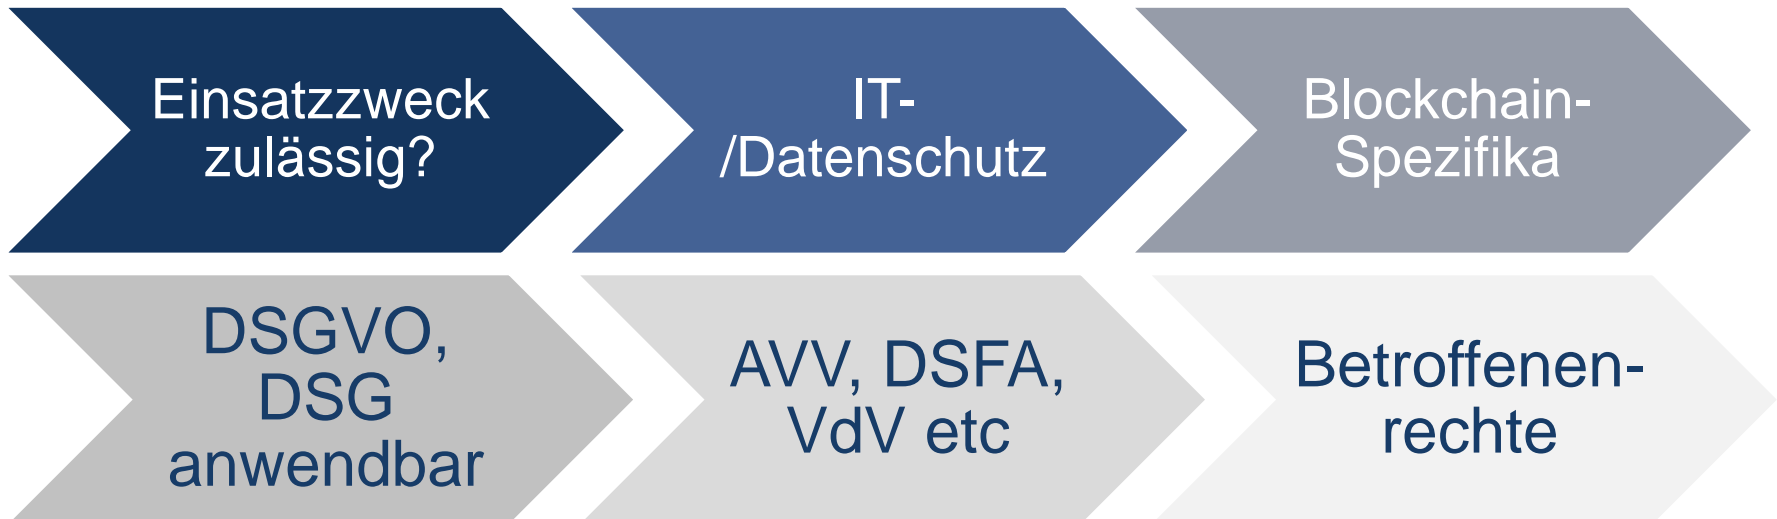 Einsatzzweck
zulässig?
IT-
/Datenschutz
Blockchain-
Spezifika
DSGVO,
DSG
anwendbar
AVV, DSFA,
VdV etc
Betroffenen-
rechte